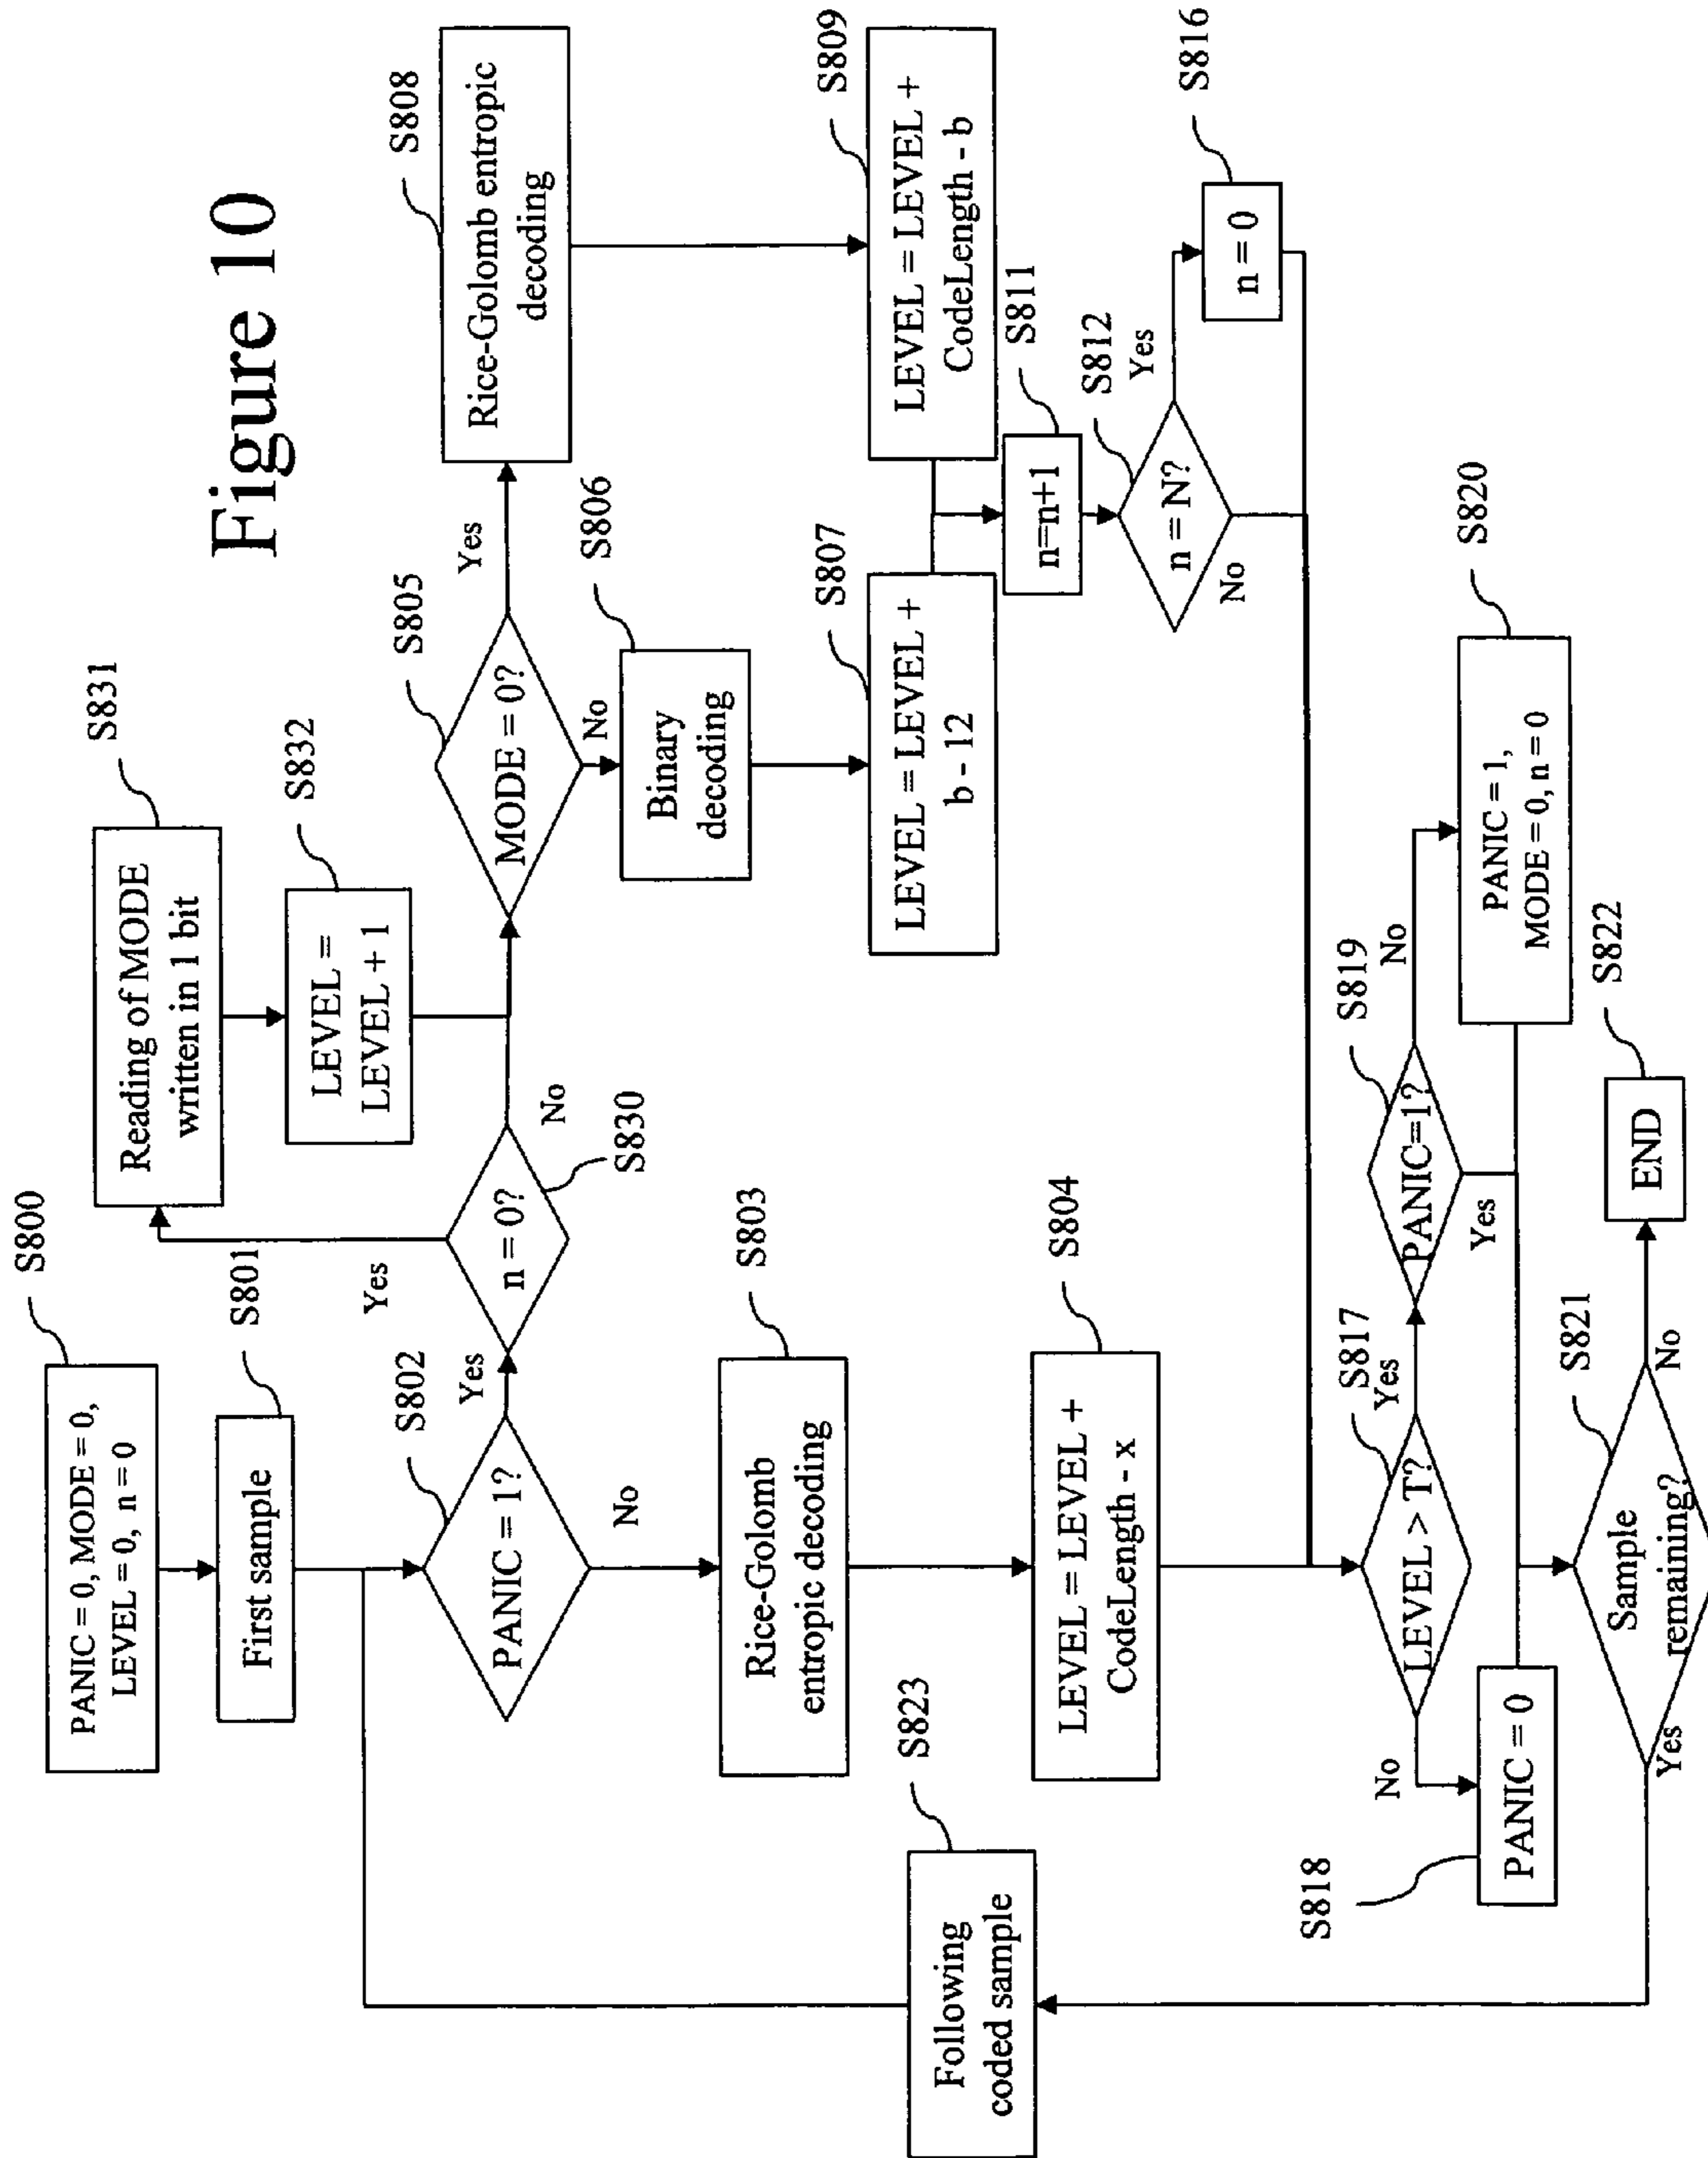 Figure 10
S800
PANIC = 0, MODE = 0,
LEVEL = 0, n = 0
S801
First sample
S802
PANIC = 1?
Yes
No
S830
n = 0?
Yes
No
S831
Reading of MODE
written in 1 bit
S832
LEVEL =
LEVEL + 1
S805
MODE = 0?
Yes
No
S808
Rice-Golomb entropic
decoding
S806
Binary
decoding
S803
Rice-Golomb
entropic decoding
S807
LEVEL = LEVEL +
b - 12
S809
LEVEL = LEVEL +
CodeLength - b
S804
LEVEL = LEVEL +
CodeLength - x
S811
n=n+1
S812
n = N?
Yes
No
S816
n = 0
S823
Following
coded sample
S817
LEVEL > T?
Yes
No
S819
PANIC=1?
No
Yes
S818
PANIC = 0
S820
PANIC = 1,
MODE = 0, n = 0
S821
Sample
remaining?
Yes
No
S822
END